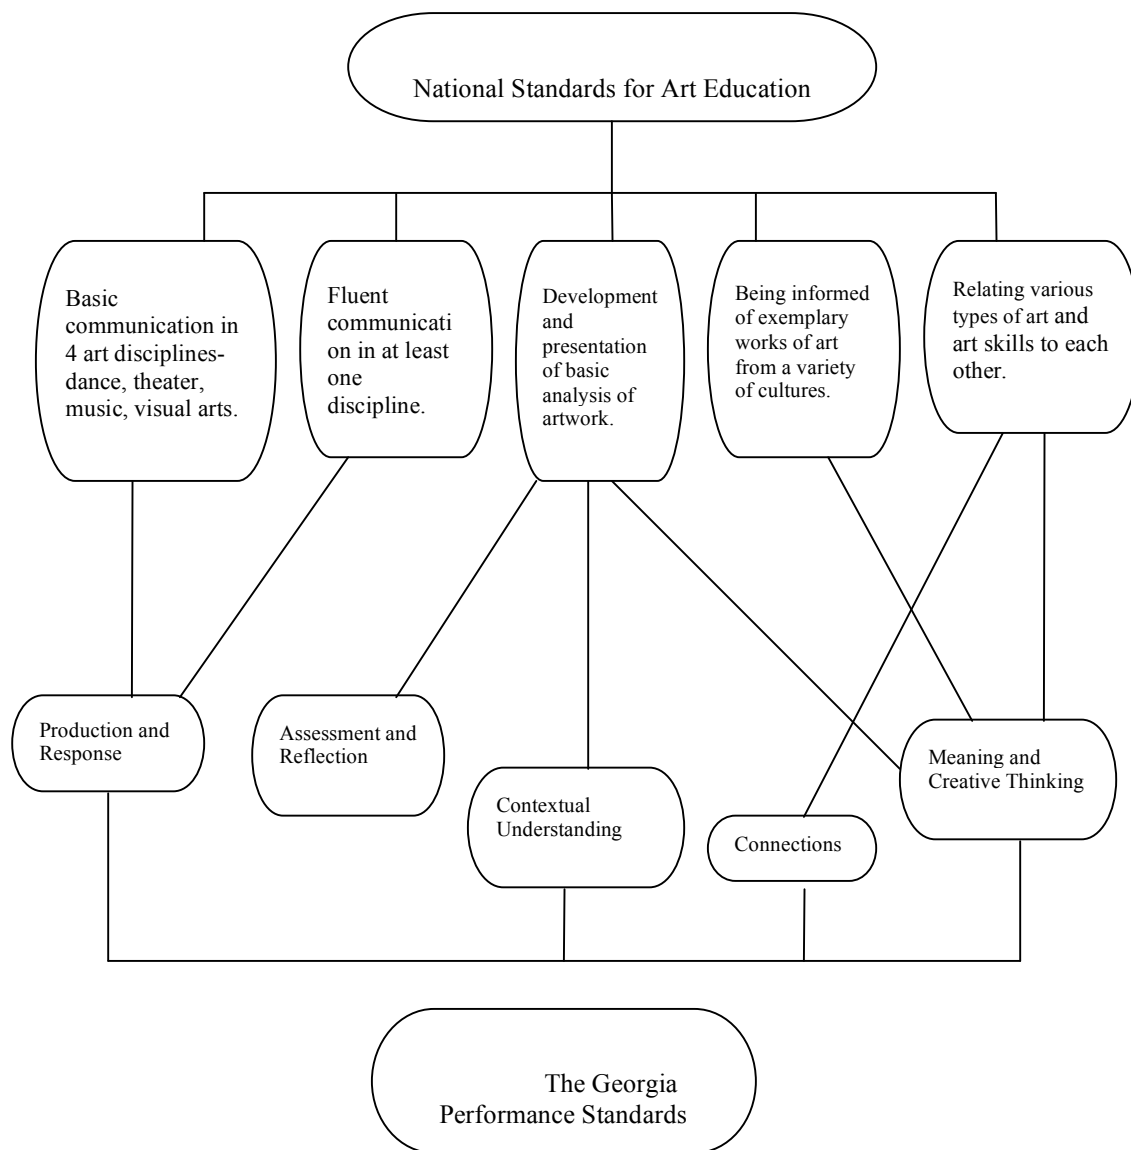 National Standards for Art Education
Basic
communication in
4 art disciplines-
dance, theater,
music, visual arts.
Fluent
communicati
on in at least
one
discipline.
Development
and
presentation
of basic
analysis of
artwork.
Being informed
of exemplary
works of art
from a variety
of cultures.
Relating various
types of art and
art skills to each
other.
Production and
Response
Assessment and
Reflection
Contextual
Understanding
Connections
Meaning and
Creative Thinking
The Georgia
Performance Standards